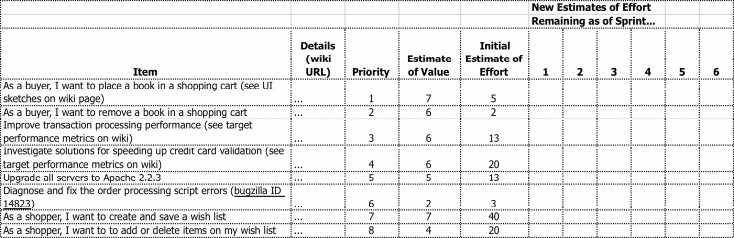 New Estimates of Effort
Remaining as of Sprint...
Item Details (wiki URL) Priority Estimate of Value Initial Estimate of Effort 1 2 3 4 5 6
As a buyer, I want to place a book in a shopping cart (see UI
sketches on wiki page) ... 1 7 5
As a buyer, I want to remove a book in a shopping cart ... 2 6 2
Improve transaction processing performance (see target
performance metrics on wiki) ... 3 6 13
Investigate solutions for speeding up credit card validation (see
target performance metrics on wiki) ... 4 6 20
Upgrade all servers to Apache 2.2.3 ... 5 5 13
Diagnose and fix the order processing script errors (bugzilla ID
14823) ... 6 2 3
As a shopper, I want to create and save a wish list ... 7 7 40
As a shopper, I want to to add or delete items on my wish list ... 8 4 20